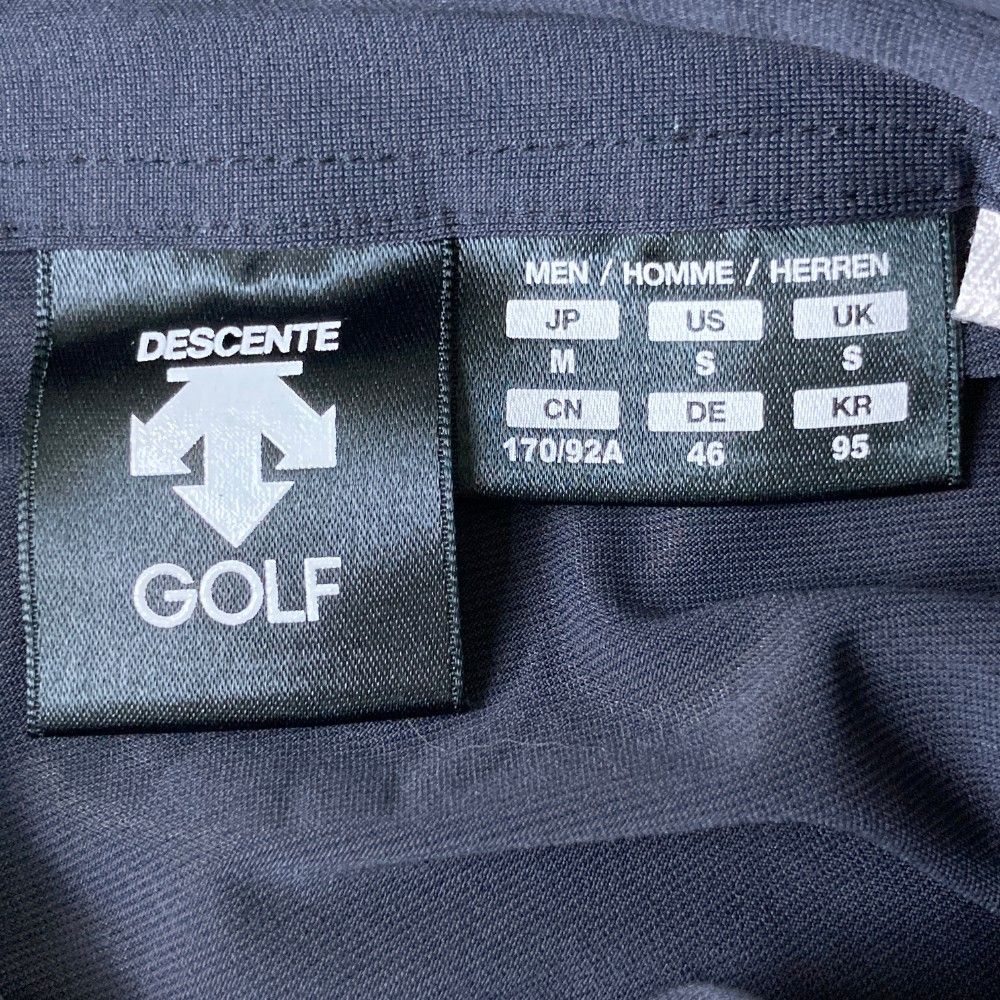 DESCENTE
GOLF
MEN / HOMME / HERREN
JP US UK
M S S
CN DE KR
170/92A 46 95